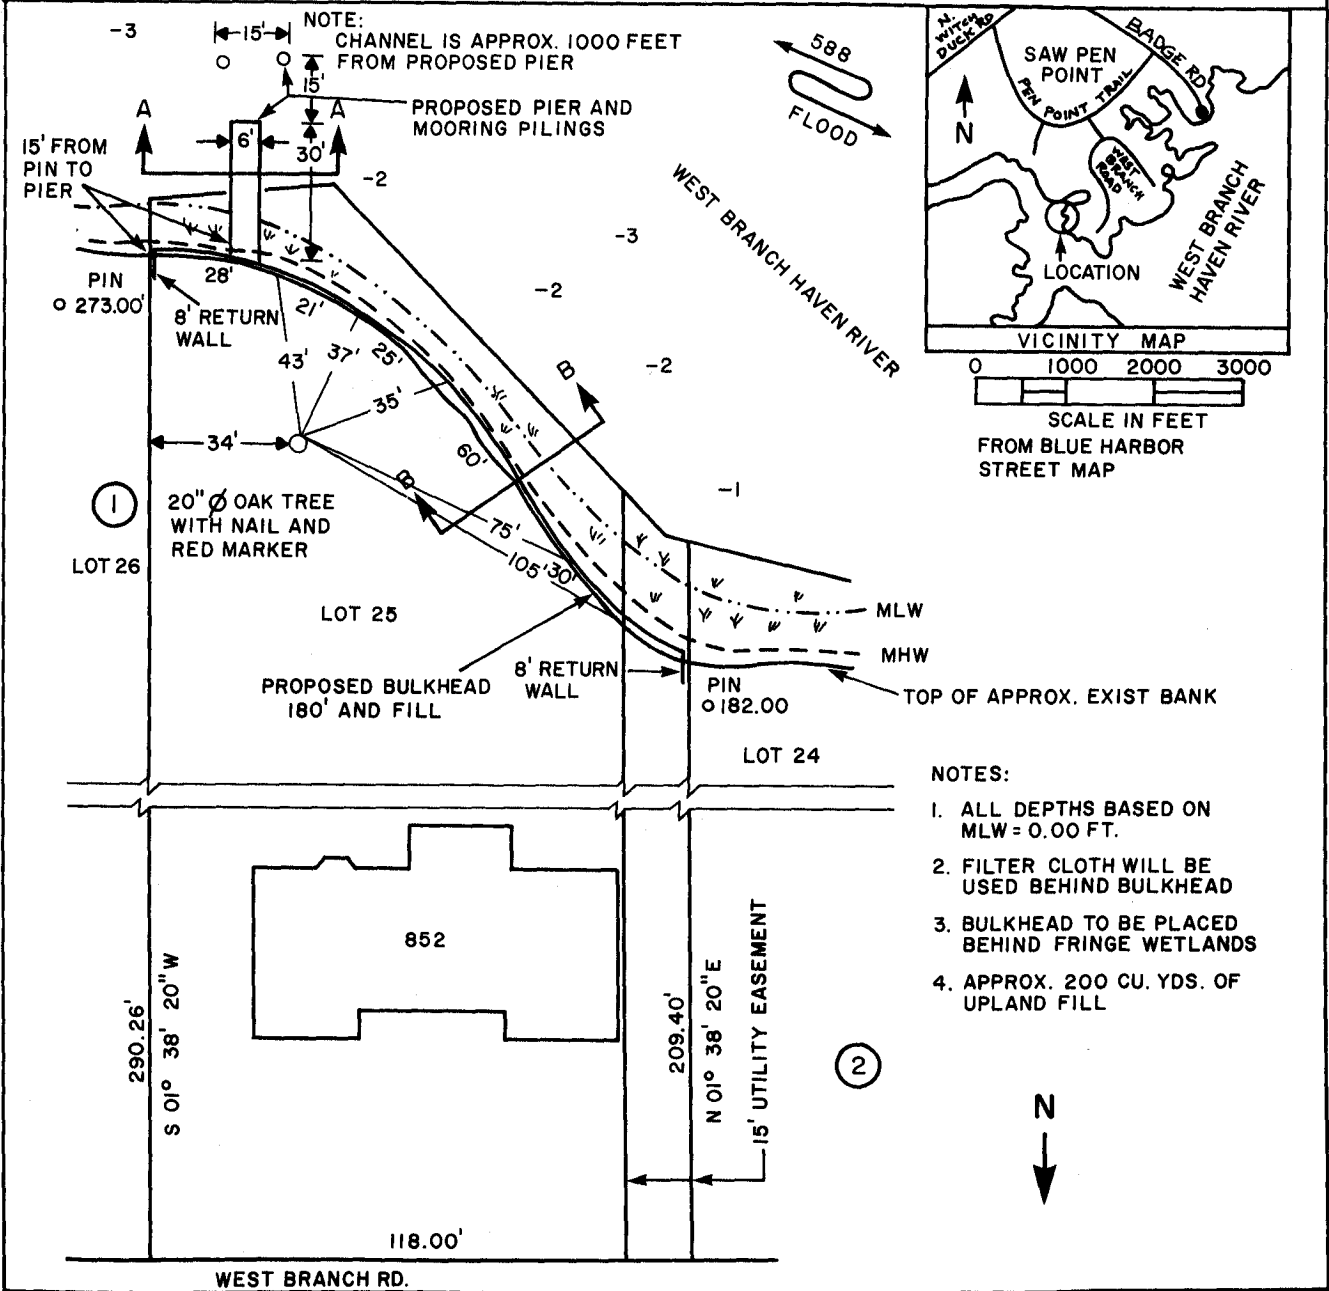 -3
15'
NOTE:
CHANNEL IS APPROX. 1000 FEET
FROM PROPOSED PIER
15'
A
A
PROPOSED PIER AND
MOORING PILINGS
6'
30'
15' FROM
PIN TO
PIER
-2
-3
-2
-2
-1
588
FLOOD
WEST BRANCH HAVEN RIVER
N. WITCH DUCK RD
BADGE RD
SAW PEN
POINT
PEN POINT TRAIL
N
WEST BRANCH ROAD
WEST BRANCH
HAVEN RIVER
LOCATION
VICINITY MAP
0 1000 2000 3000
SCALE IN FEET
FROM BLUE HARBOR
STREET MAP
PIN
273.00'
28'
8' RETURN
WALL
21'
25'
43'
37'
35'
34'
60'
B
B
1
20" Ø OAK TREE
WITH NAIL AND
RED MARKER
75'
105'
30'
LOT 26
LOT 25
MLW
MHW
8' RETURN
WALL
PROPOSED BULKHEAD
180' AND FILL
PIN
182.00
TOP OF APPROX. EXIST BANK
LOT 24
NOTES:
1. ALL DEPTHS BASED ON
MLW = 0.00 FT.
2. FILTER CLOTH WILL BE
USED BEHIND BULKHEAD
3. BULKHEAD TO BE PLACED
BEHIND FRINGE WETLANDS
4. APPROX. 200 CU. YDS. OF
UPLAND FILL
852
290.26'
S 01° 38' 20" W
209.40'
N 01° 38' 20" E
15' UTILITY EASEMENT
2
N
118.00'
WEST BRANCH RD.